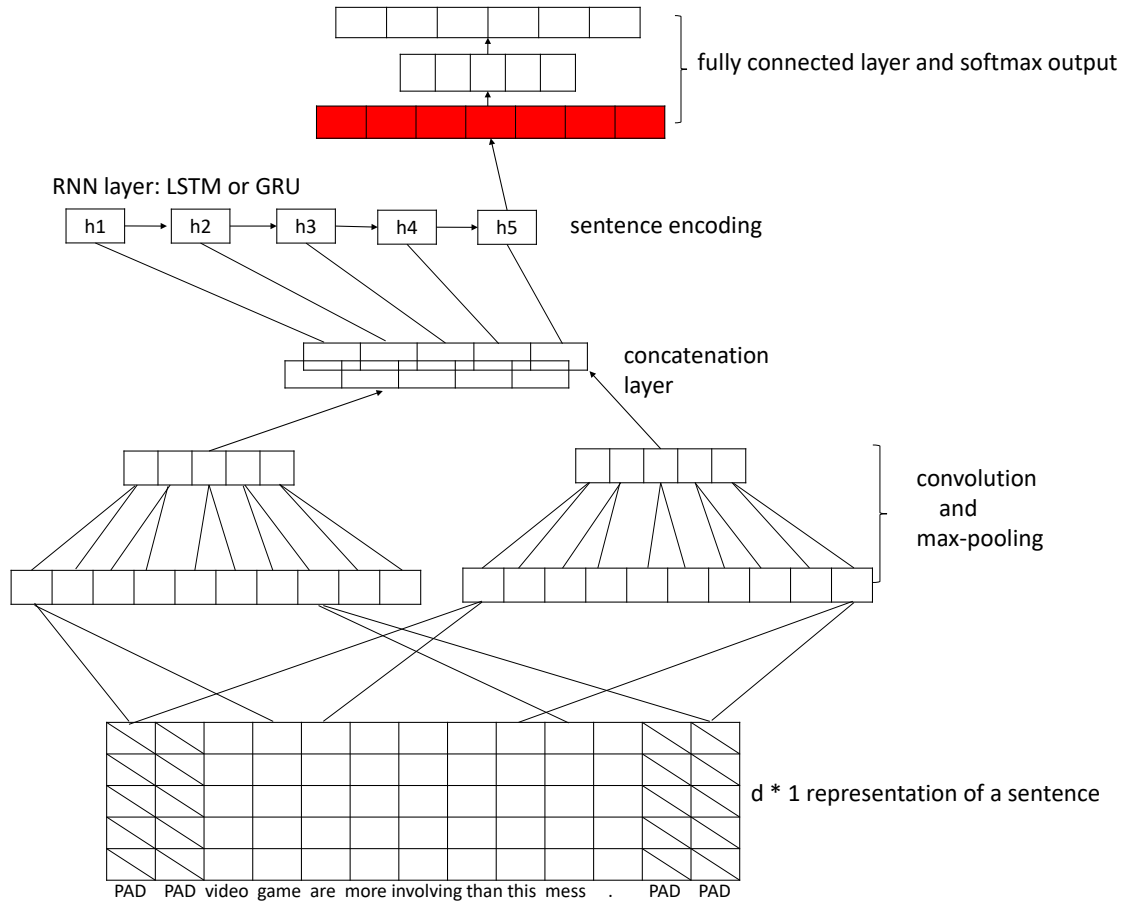 fully connected layer and softmax output
RNN layer: LSTM or GRU
h1 h2 h3 h4 h5
sentence encoding
concatenation
layer
convolution
and
max-pooling
d * 1 representation of a sentence
PAD PAD video game are more involving than this mess . PAD PAD